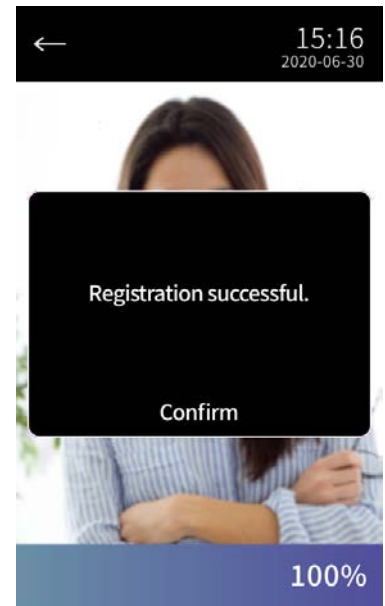 15:16
2020-06-30
Registration successful.
Confirm
100%